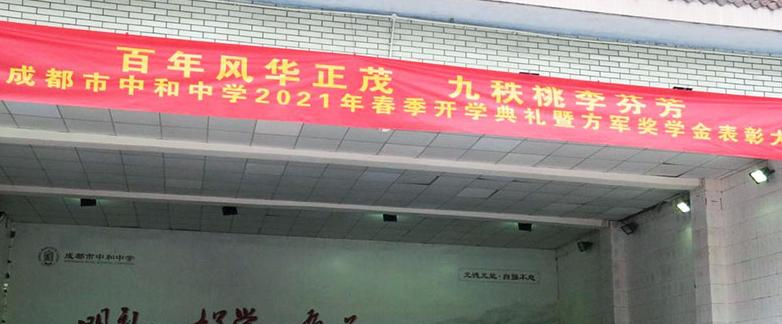 百年风华正茂 九秩桃李芬芳
成都市中和中学2021年春季开学典礼暨方军奖学金表彰大
成都市中和中学